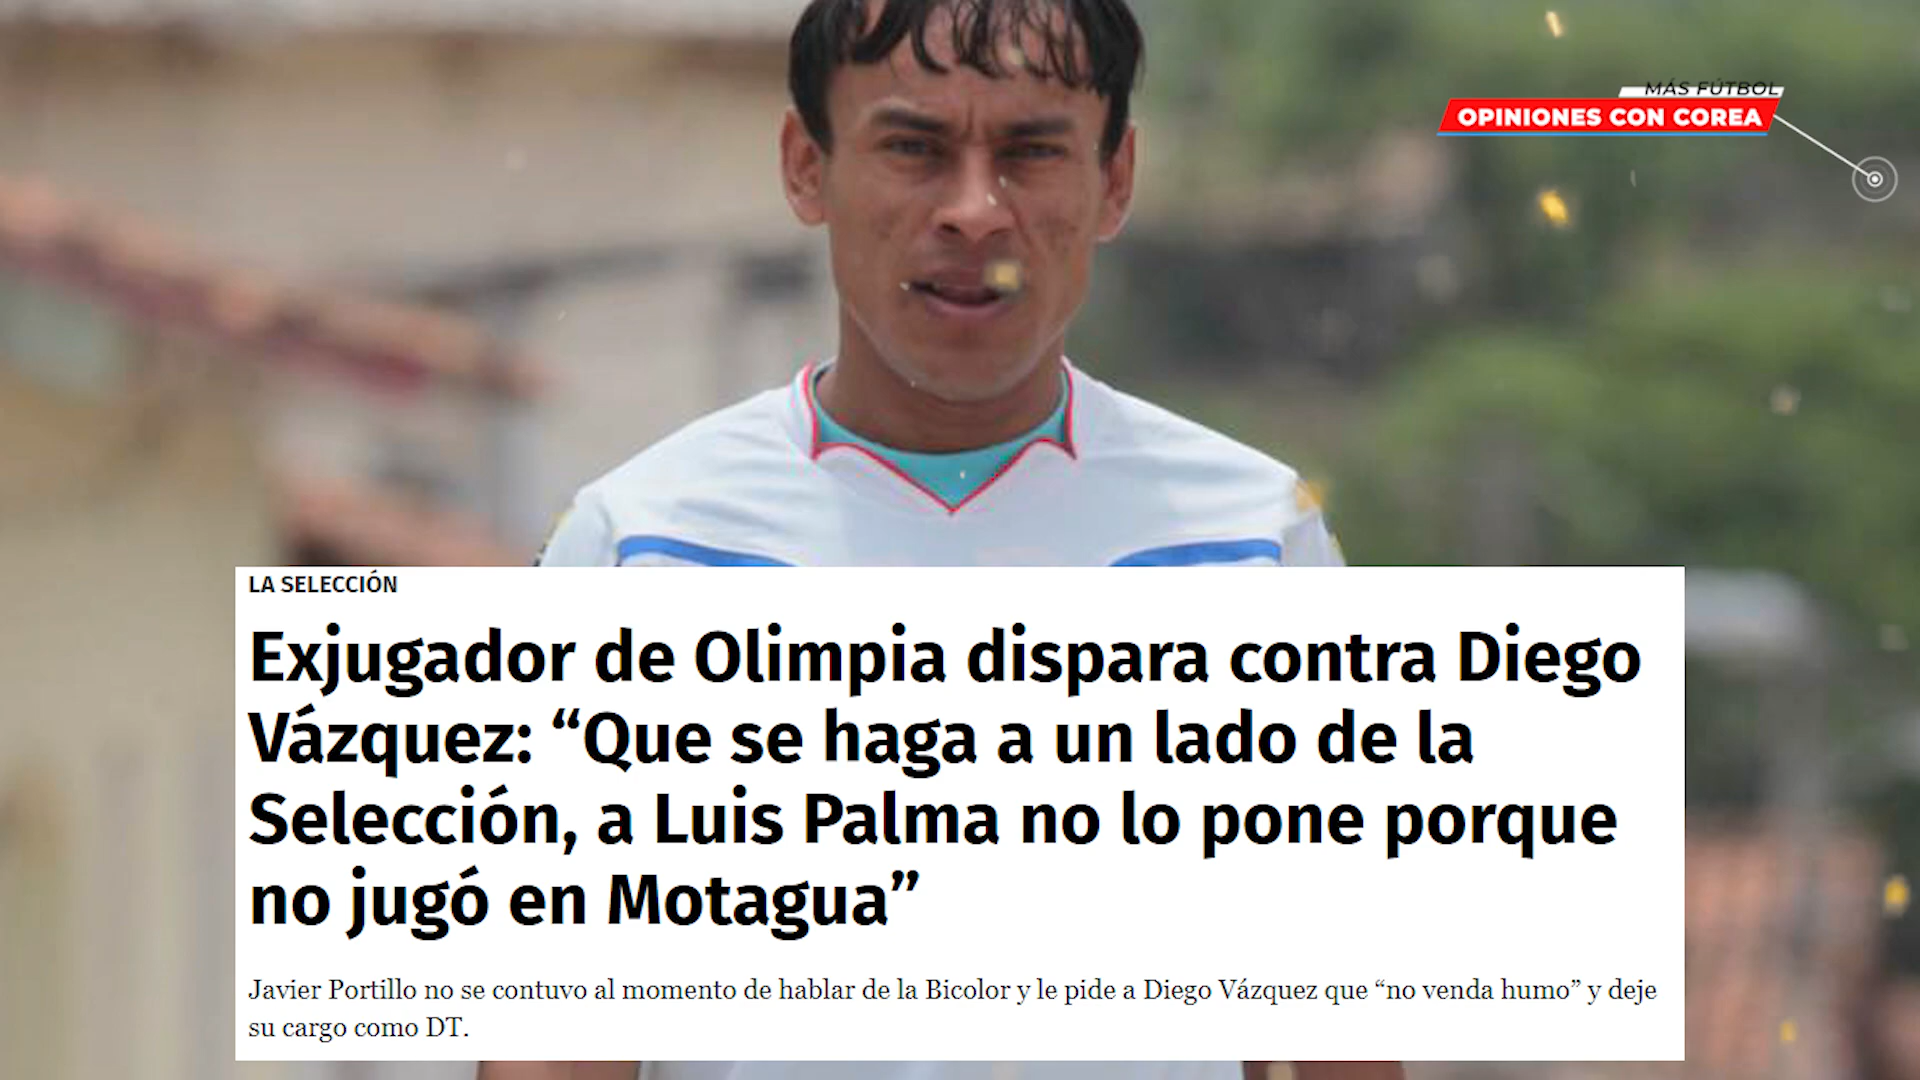 MÁS FÚTBOL
OPINIONES CON COREA
LA SELECCIÓN
Exjugador de Olimpia dispara contra Diego
Vázquez: “Que se haga a un lado de la
Selección, a Luis Palma no lo pone porque
no jugó en Motagua”
Javier Portillo no se contuvo al momento de hablar de la Bicolor y le pide a Diego Vázquez que “no venda humo” y deje
su cargo como DT.